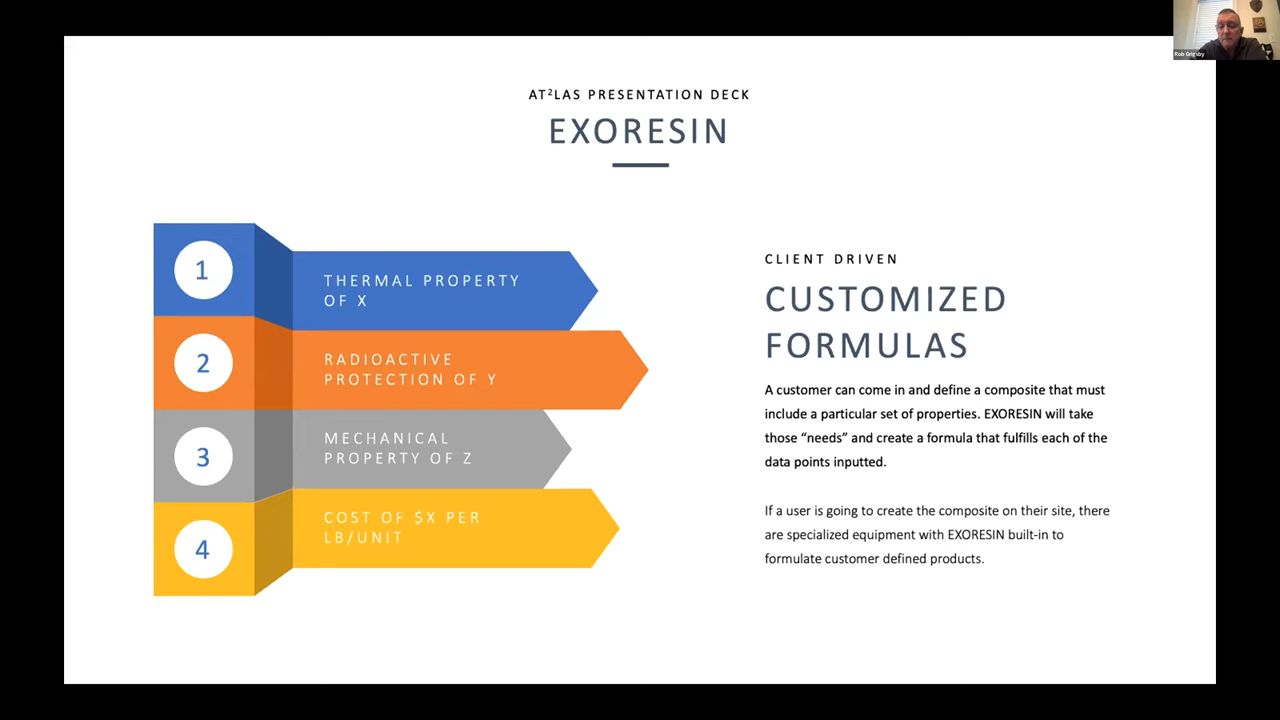 AT²LAS PRESENTATION DECK
EXORESIN
1
THERMAL PROPERTY
OF X
2
RADIOACTIVE
PROTECTION OF Y
3
MECHANICAL
PROPERTY OF Z
4
COST OF $X PER
LB/UNIT
CLIENT DRIVEN
CUSTOMIZED
FORMULAS
A customer can come in and define a composite that must
include a particular set of properties. EXORESIN will take
those “needs” and create a formula that fulfills each of the
data points inputted.
If a user is going to create the composite on their site, there
are specialized equipment with EXORESIN built-in to
formulate customer defined products.
Rob Grigsby